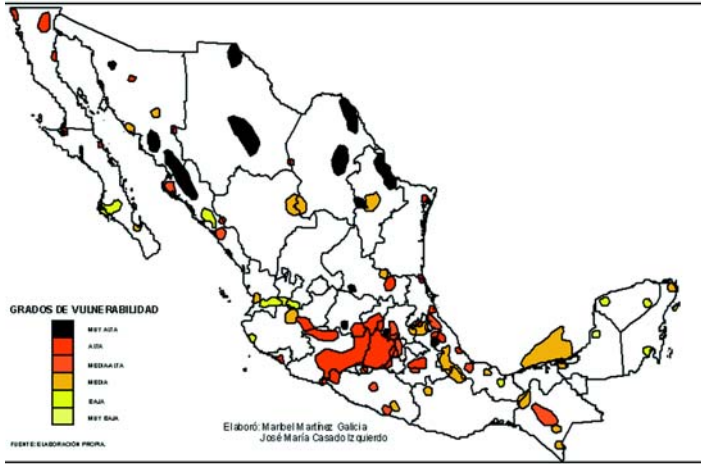 GRADOS DE VULNERABILIDAD
MUY ALTA
ALTA
MEDIA-ALTA
MEDIA
BAJA
MUY BAJA
FUENTE: ELABORACIÓN PROPIA.
Elaboró: Maribel Martínez Galicia
José María Casado Izquierdo